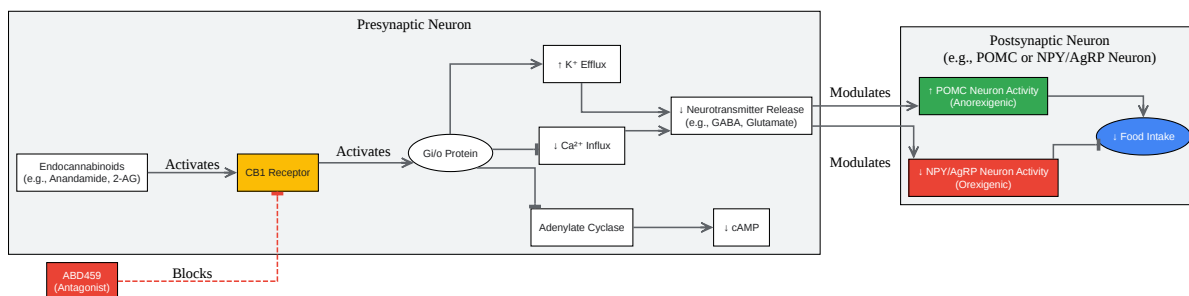 Presynaptic Neuron
Endocannabinoids
(e.g., Anandamide, 2-AG)
Activates
CB1 Receptor
Activates
Gi/o Protein
↑ K⁺ Efflux
↓ Ca²⁺ Influx
Adenylate Cyclase
↓ cAMP
↓ Neurotransmitter Release
(e.g., GABA, Glutamate)
ABD459
(Antagonist)
Blocks
Modulates
Modulates
Postsynaptic Neuron
(e.g., POMC or NPY/AgRP Neuron)
↑ POMC Neuron Activity
(Anorexigenic)
↓ NPY/AgRP Neuron Activity
(Orexigenic)
↓ Food Intake